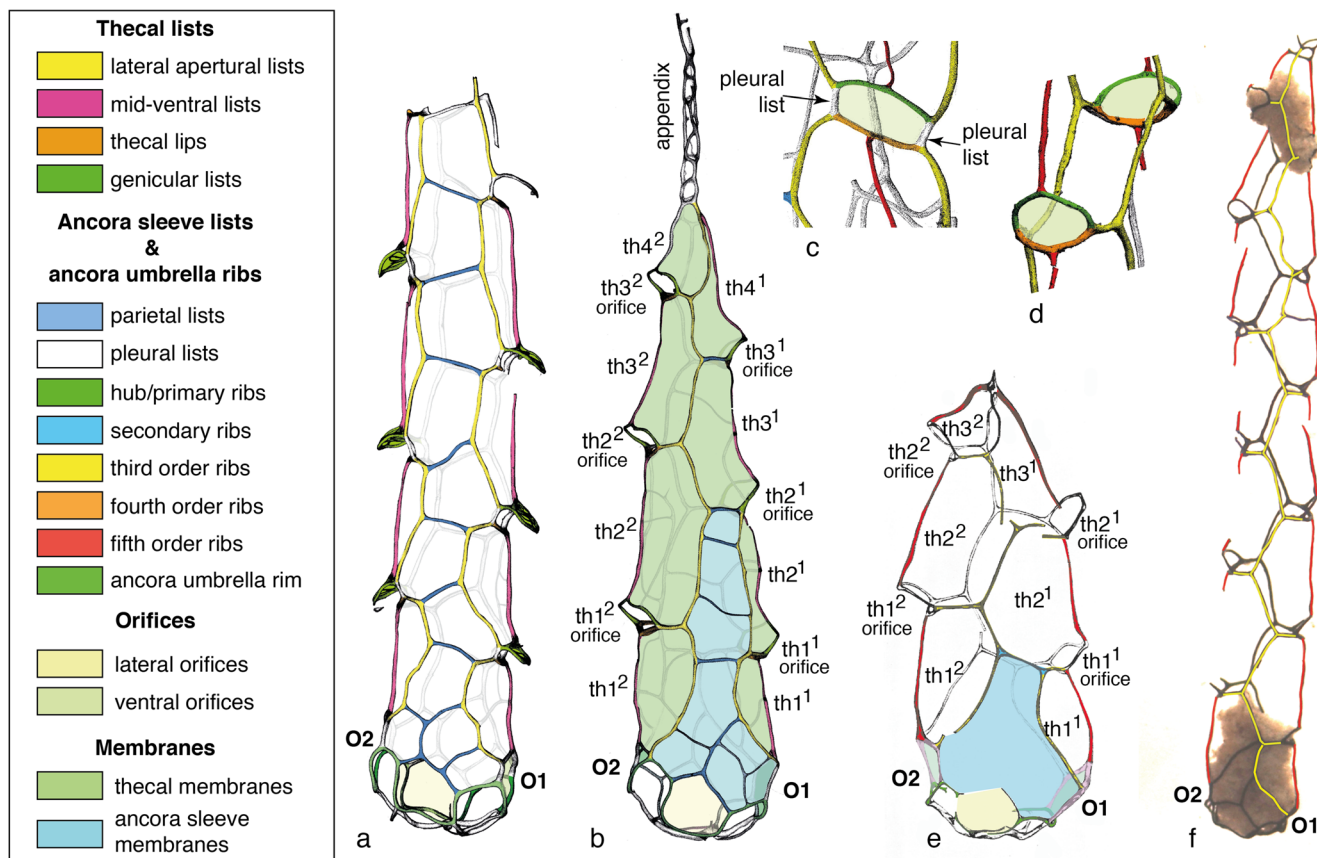 Thecal lists
lateral apertural lists
mid-ventral lists
thecal lips
genicular lists
Ancora sleeve lists
&
ancora umbrella ribs
parietal lists
pleural lists
hub/primary ribs
secondary ribs
third order ribs
fourth order ribs
fifth order ribs
ancora umbrella rim
Orifices
lateral orifices
ventral orifices
Membranes
thecal membranes
ancora sleeve
membranes
O2
O1
a
appendix
th4²
th3²
orifice
th4¹
th3²
th3¹
orifice
th3¹
th2²
orifice
th2¹
orifice
th2²
th2¹
th1²
orifice
th1¹
orifice
th1²
th1¹
O2
O1
b
pleural
list
pleural
list
c
d
th3²
th2²
orifice
th3¹
th2¹
orifice
th2²
th2¹
th1²
orifice
th1¹
orifice
th1²
th1¹
O2
O1
e
O2
O1
f